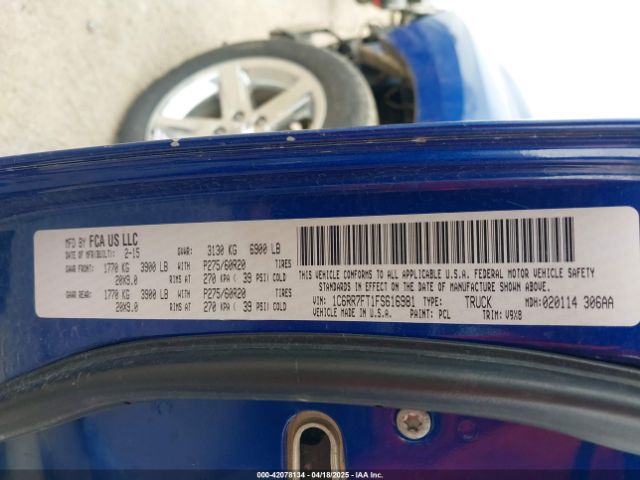 MFD BY FCA US LLC
DATE OF MFR(BUILT): 2-15 GVWR: 3130 KG 6900 LB
GAWR FRONT: 1770 KG 3900 LB WITH P275/60R20 TIRES
20X9.0 RIMS AT 270 KPA ( 39 PSI) COLD
GAWR REAR: 1770 KG 3900 LB WITH P275/60R20 TIRES
20X9.0 RIMS AT 270 KPA ( 39 PSI) COLD
THIS VEHICLE CONFORMS TO ALL APPLICABLE U.S.A. FEDERAL MOTOR VEHICLE SAFETY
STANDARDS IN EFFECT ON THE DATE OF MANUFACTURE SHOWN ABOVE.
VIN: 1C6RR7FT1FS616981 TYPE: TRUCK MDH: 020114 306AA
VEHICLE MADE IN U.S.A. PAINT: PCL TRIM: V9X8
000-42078134 - 04/18/2025 - IAA Inc.